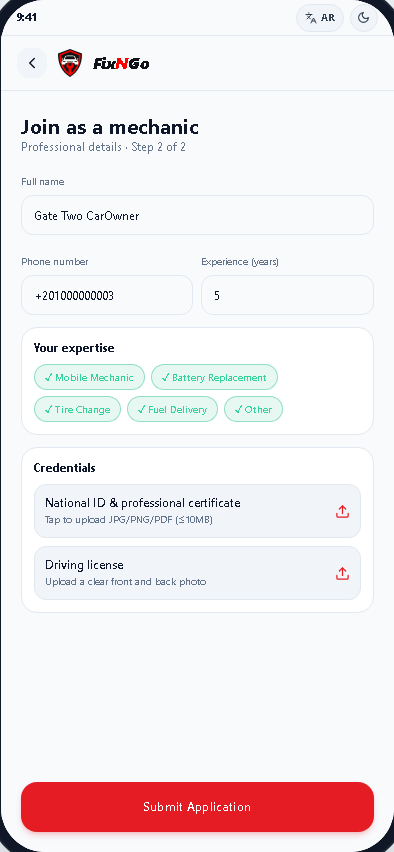 9:41
AR
FixNGo
Join as a mechanic
Professional details · Step 2 of 2
Full name
Gate Two CarOwner
Phone number
Experience (years)
+201000000003
5
Your expertise
✓ Mobile Mechanic
✓ Battery Replacement
✓ Tire Change
✓ Fuel Delivery
✓ Other
Credentials
National ID & professional certificate
Tap to upload JPG/PNG/PDF (≤10MB)
Driving license
Upload a clear front and back photo
Submit Application